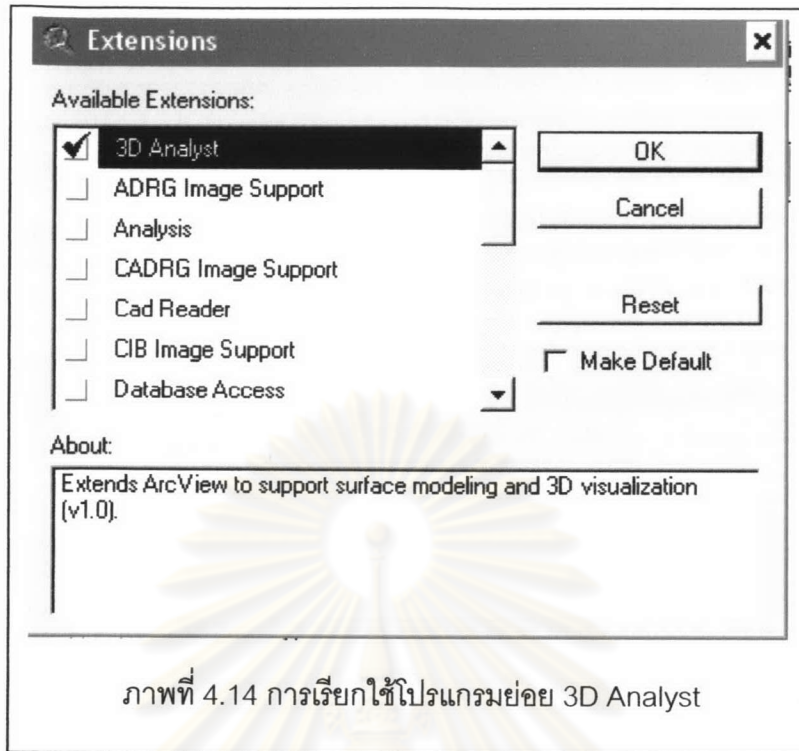 Extensions
Available Extensions:
3D Analyst
ADRG Image Support
Analysis
CADRG Image Support
Cad Reader
CIB Image Support
Database Access
OK
Cancel
Reset
Make Default
About:
Extends ArcView to support surface modeling and 3D visualization
(v1.0).
ภาพที่ 4.14 การเรียกใช้โปรแกรมย่อย 3D Analyst